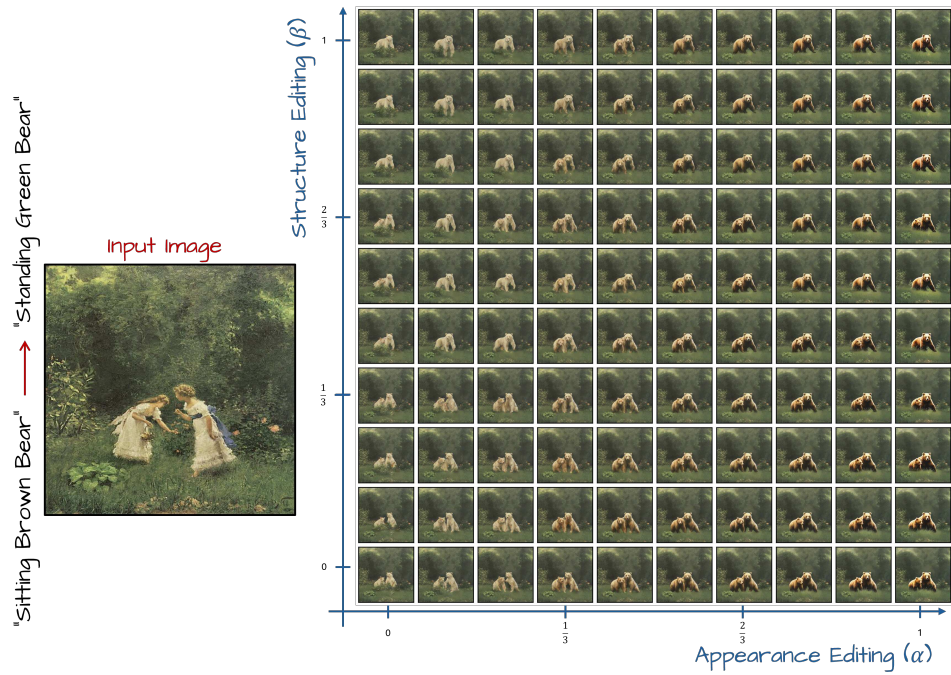 "Sitting Brown Bear" → "Standing Green Bear"
Input Image
Structure Editing (β)
1
2/3
1/3
0
0
1/3
2/3
1
Appearance Editing (α)